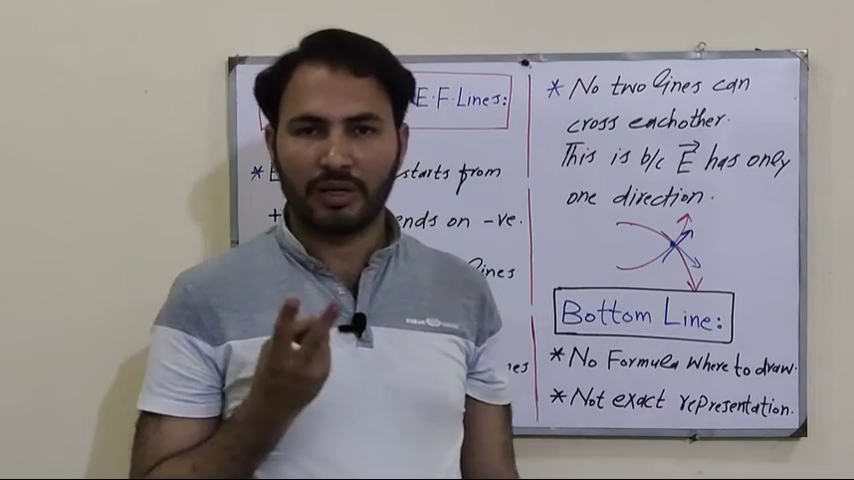 E.F.Lines:
* E starts from
+ ends on -ve.
lines
nes
* No two lines can
cross eachother.
This is b/c E⃗ has only
one direction.
Bottom Line:
* No Formula where to draw.
* Not exact representation.